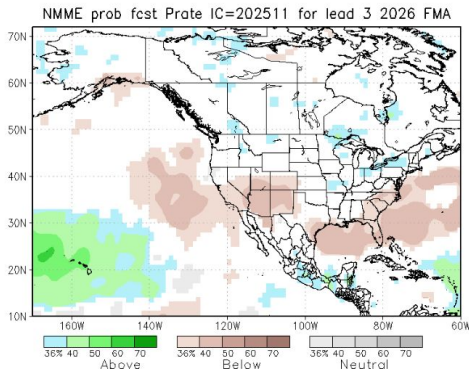 NMME prob fcst Prate IC=202511 for lead 3 2026 FMA
70N
60N
50N
40N
30N
20N
10N
160W 140W 120W 100W 80W 60W
36% 40 50 60 70 36% 40 50 60 70 36% 40 50 60 70
Above Below Neutral